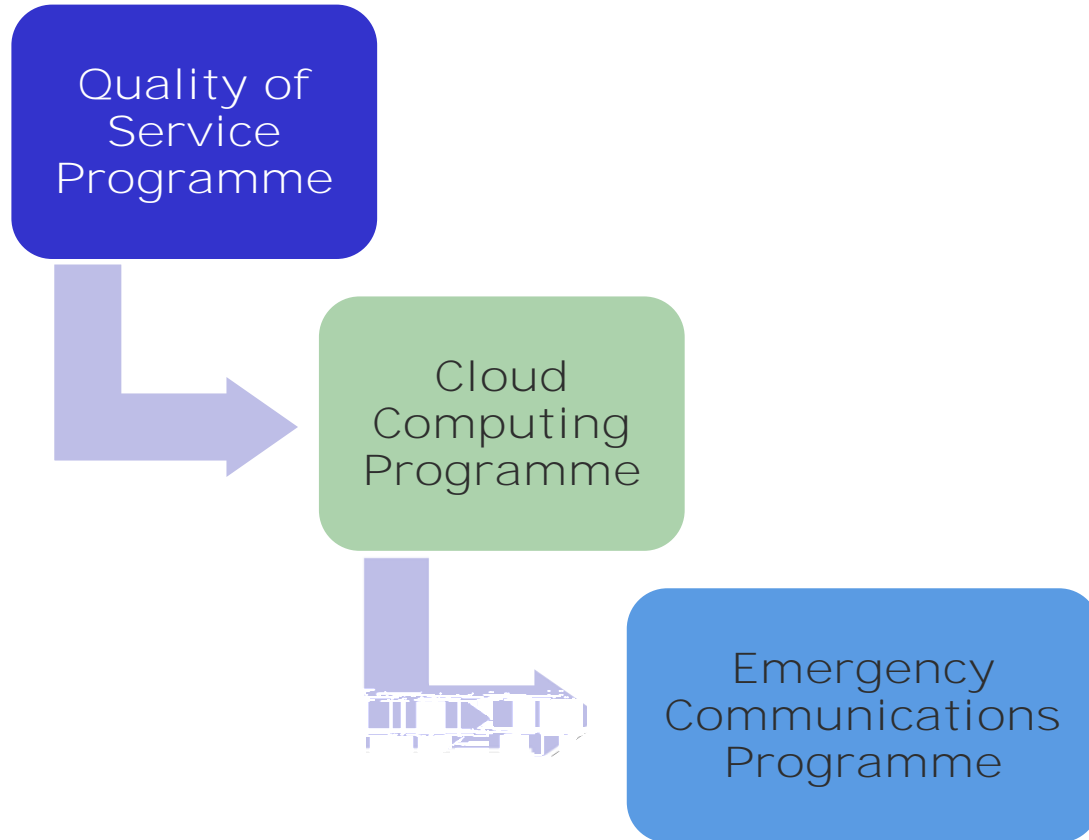 Quality of
Service
Programme
Cloud
Computing
Programme
Emergency
Communications
Programme